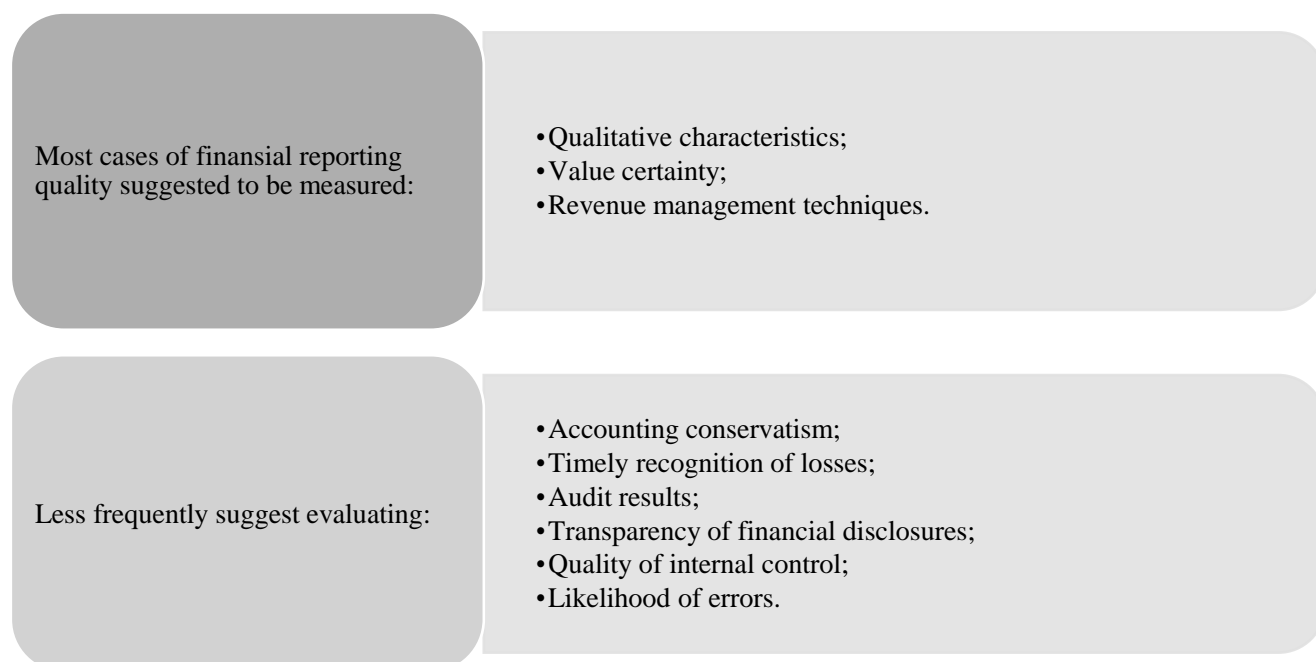 Most cases of finansial reporting
quality suggested to be measured:
•Qualitative characteristics;
•Value certainty;
•Revenue management techniques.
Less frequently suggest evaluating:
•Accounting conservatism;
•Timely recognition of losses;
•Audit results;
•Transparency of financial disclosures;
•Quality of internal control;
•Likelihood of errors.